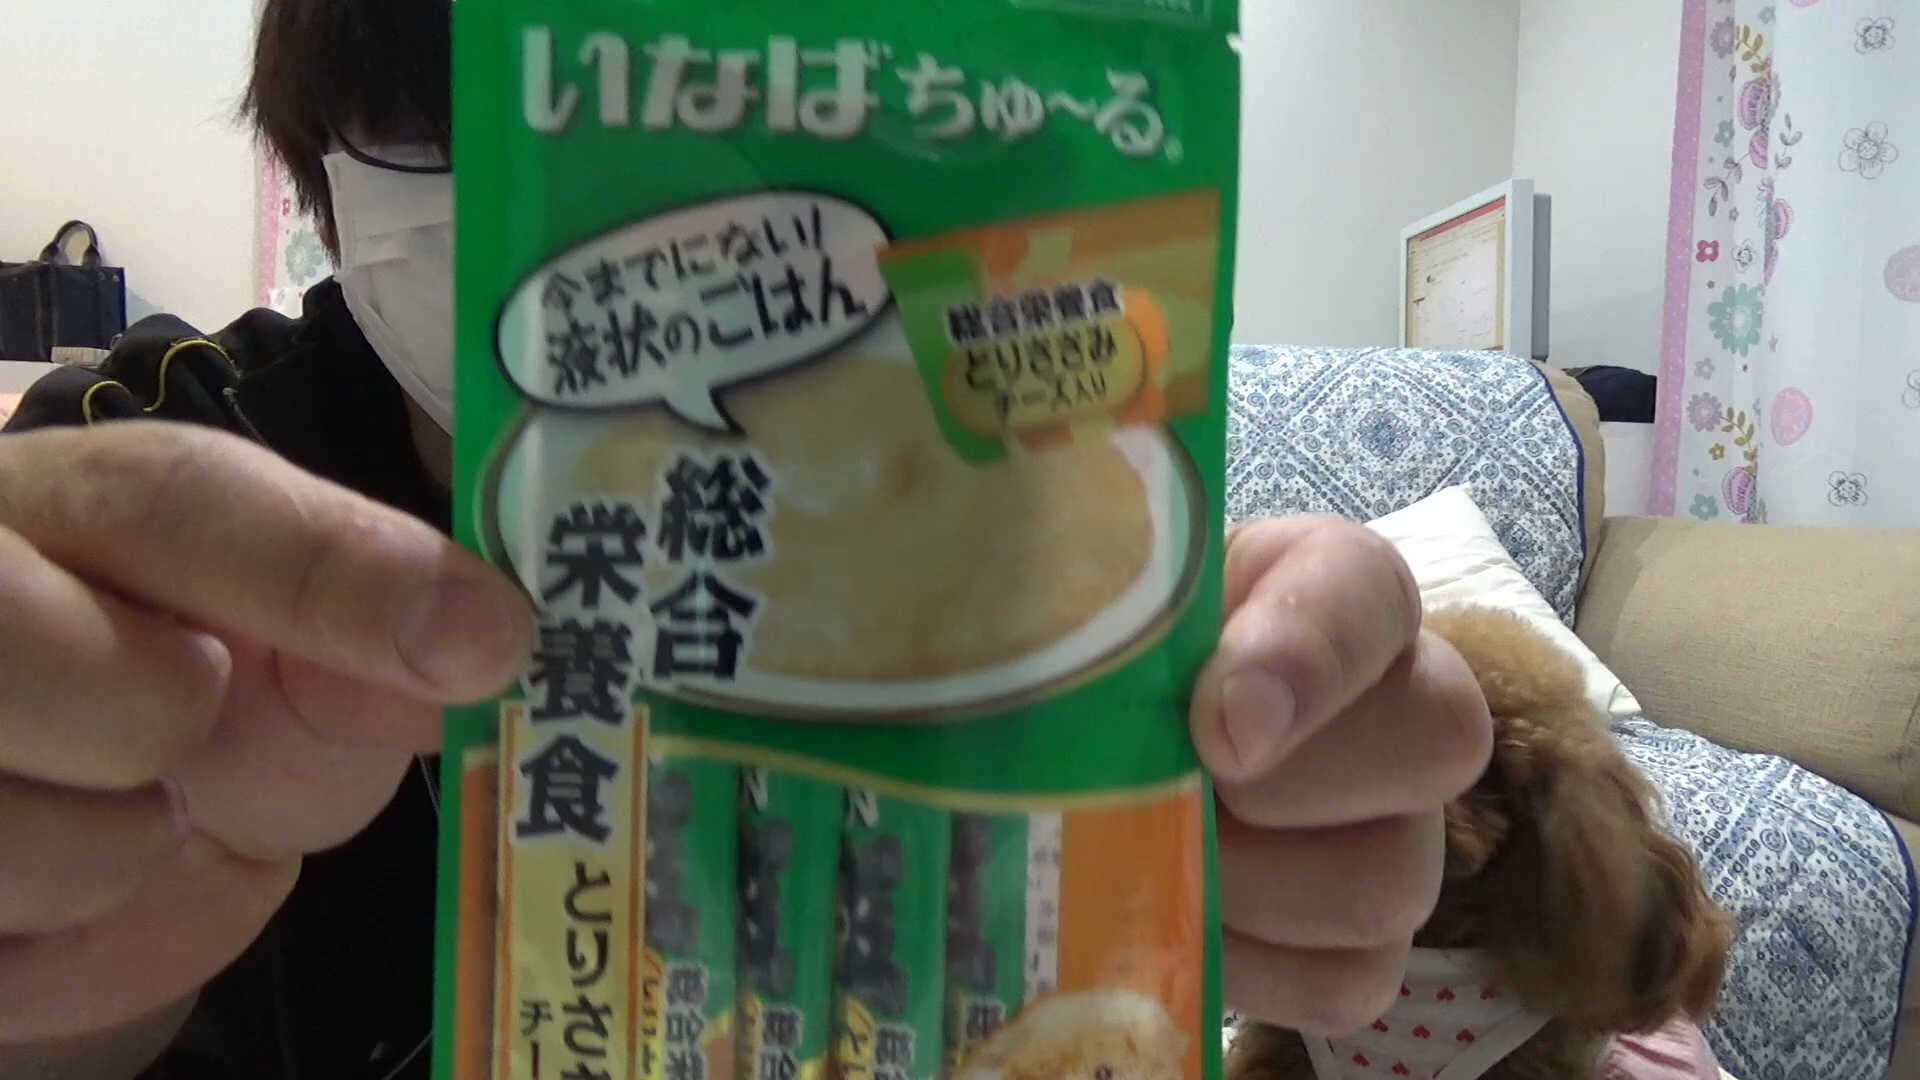 いなば ちゅ〜る
今までにない!
液状のごはん
総合栄養食
とりささみ
チーズ入り
総合
栄養食
とりささ
チー